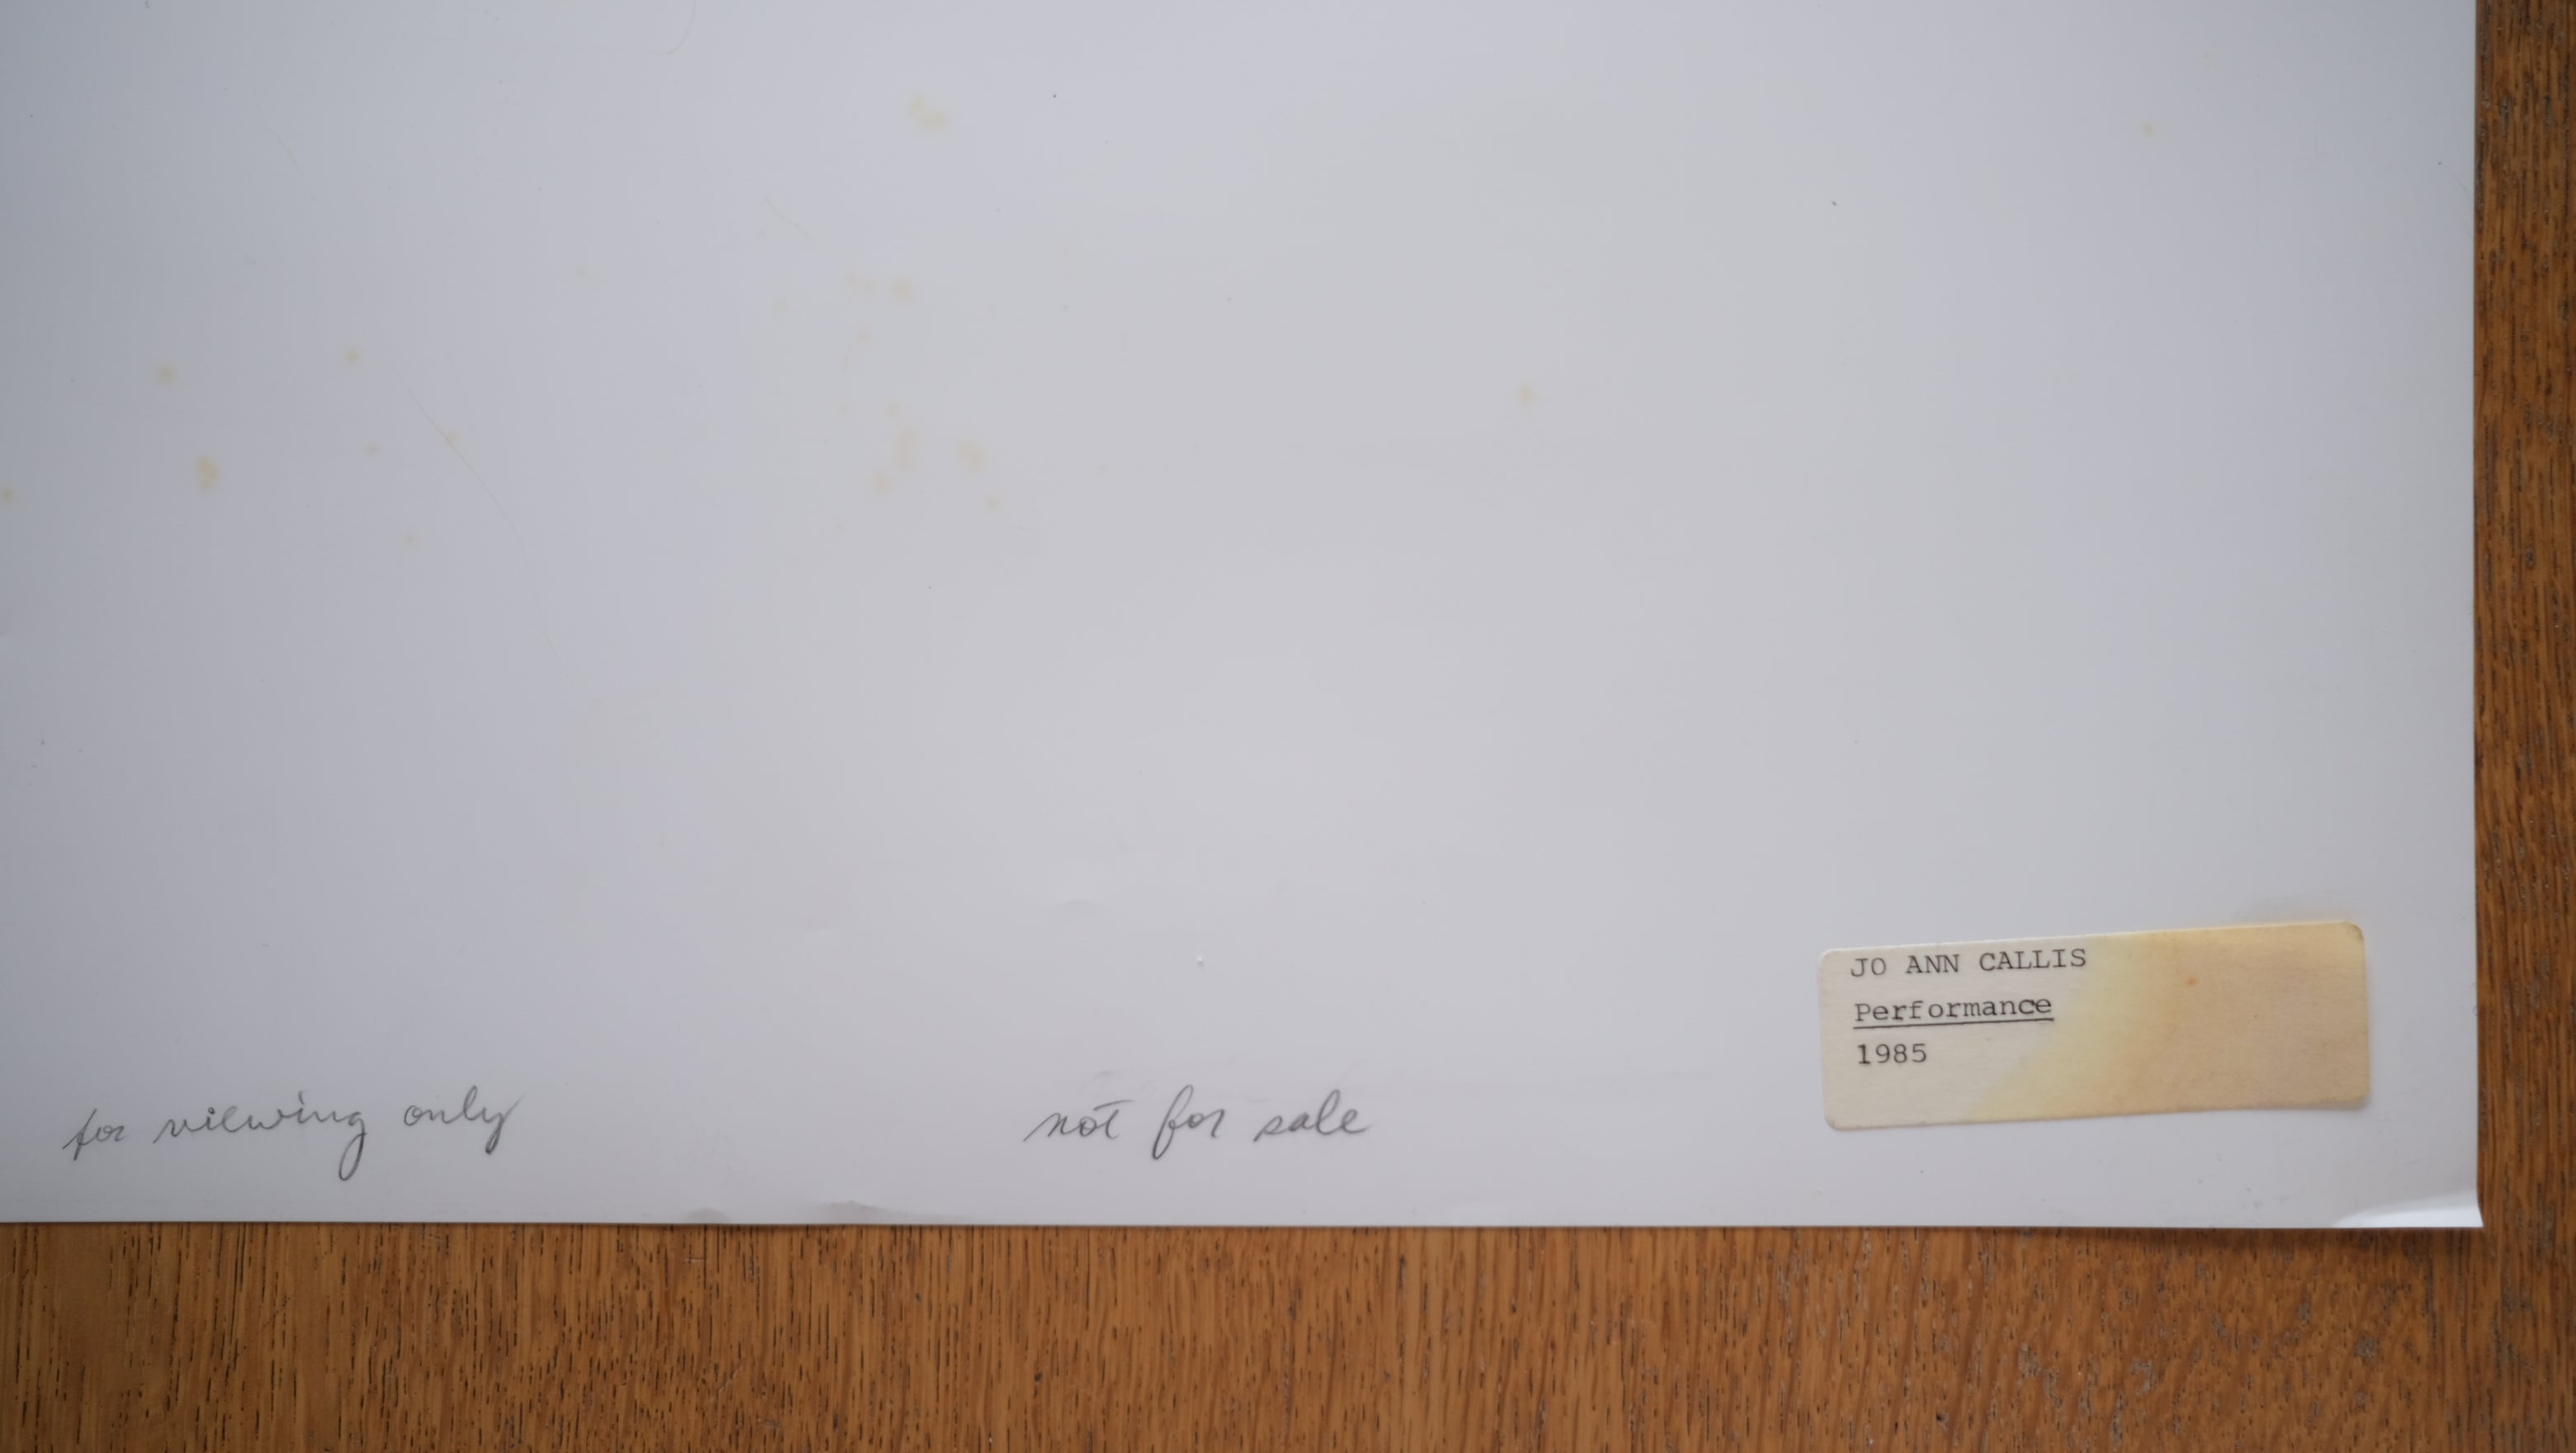 JO ANN CALLIS
Performance
1985
for viewing only
not for sale